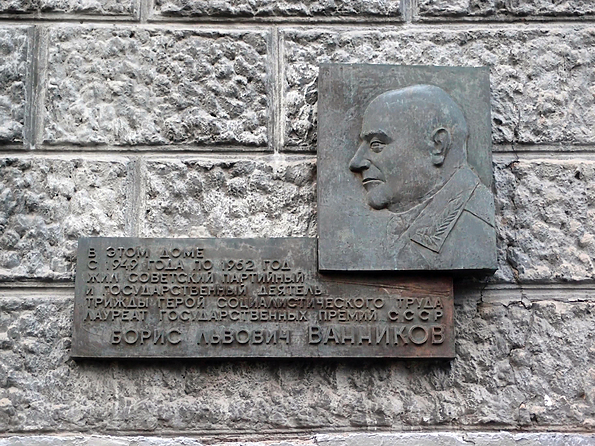 В ЭТОМ ДОМЕ
С 1949 ГОДА ПО 1962 ГОД
ЖИЛ СОВЕТСКИЙ ПАРТИЙНЫЙ
И ГОСУДАРСТВЕННЫЙ ДЕЯТЕЛЬ
ТРИЖДЫ ГЕРОЙ СОЦИАЛИСТИЧЕСКОГО ТРУДА
ЛАУРЕАТ ГОСУДАРСТВЕННЫХ ПРЕМИЙ СССР
БОРИС ЛЬВОВИЧ ВАННИКОВ